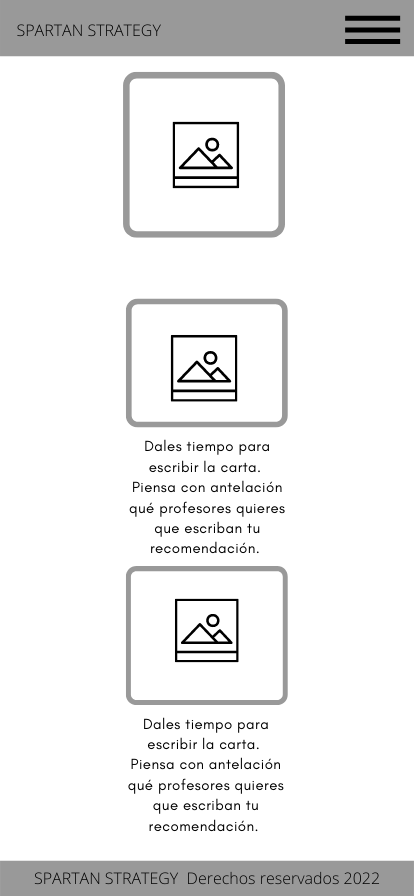 SPARTAN STRATEGY
Dales tiempo para
escribir la carta.
Piensa con antelación
qué profesores quieres
que escriban tu
recomendación.
Dales tiempo para
escribir la carta.
Piensa con antelación
qué profesores quieres
que escriban tu
recomendación.
SPARTAN STRATEGY Derechos reservados 2022